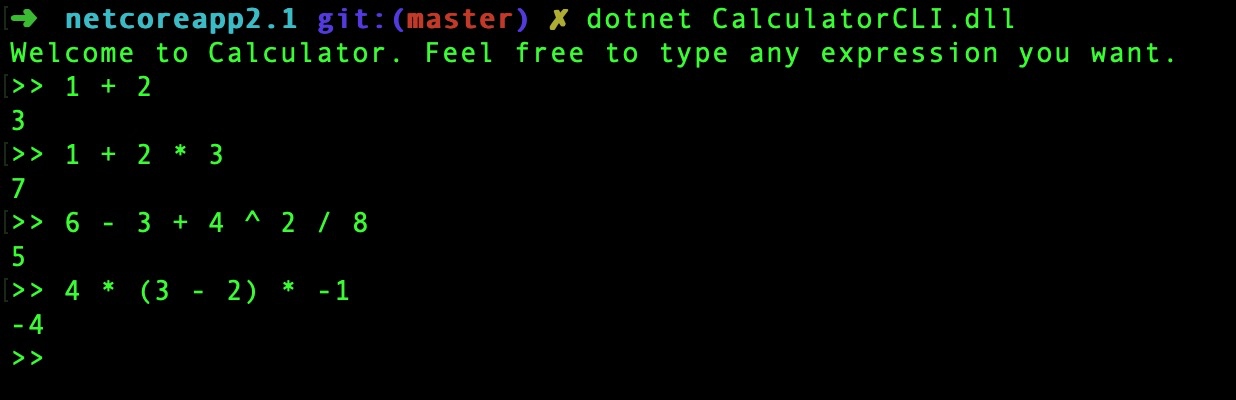 ➜ netcoreapp2.1 git:(master) ✗ dotnet CalculatorCLI.dll
Welcome to Calculator. Feel free to type any expression you want.
>> 1 + 2
3
>> 1 + 2 * 3
7
>> 6 - 3 + 4 ^ 2 / 8
5
>> 4 * (3 - 2) * -1
-4
>>